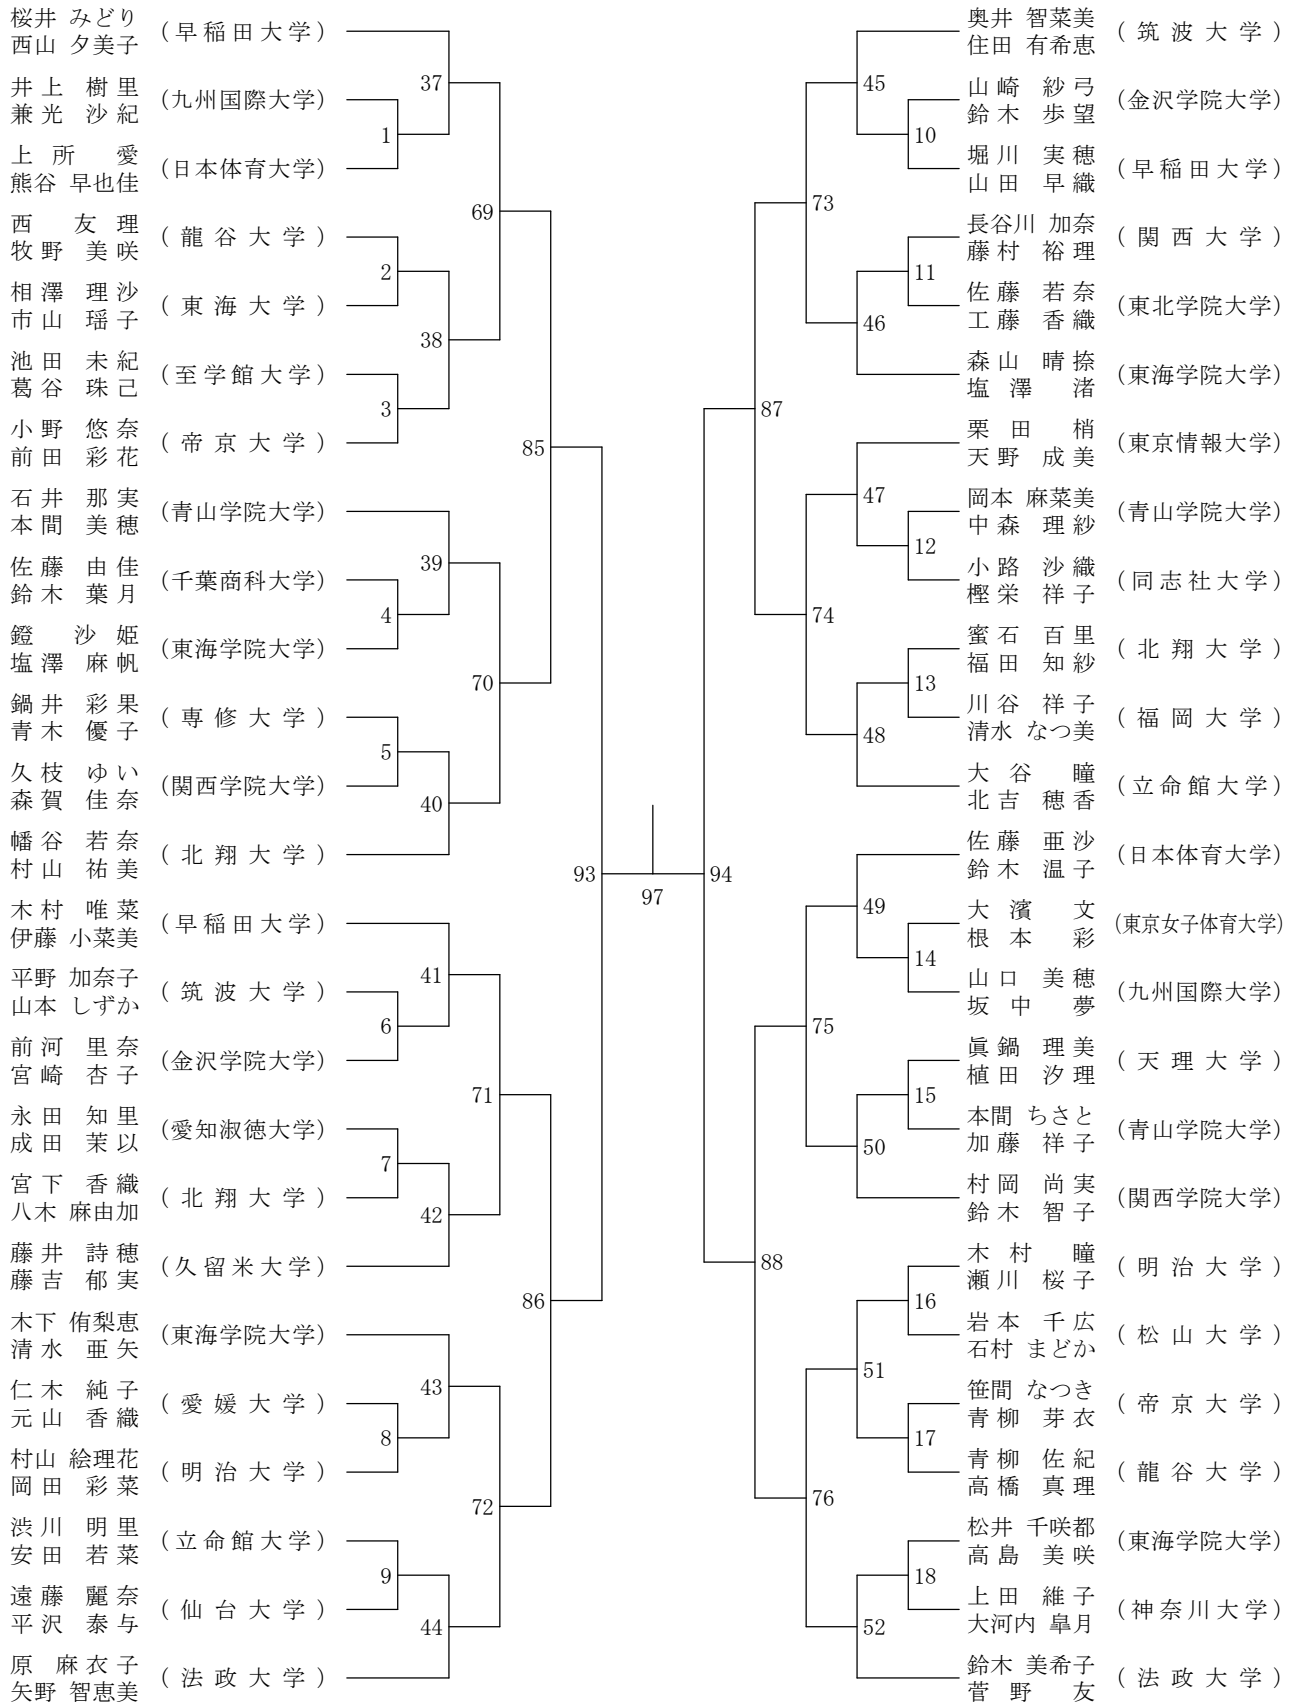 桜井 みどり
西山 夕美子
(早稲田大学)
37
井上 樹里
兼光 沙紀
(九州国際大学)
1
上所 愛
熊谷 早也佳
(日本体育大学)
69
西 友理
牧野 美咲
(龍谷大学)
2
相澤 理沙
市山 瑶子
(東海大学)
38
池田 未紀
葛谷 珠己
(至学館大学)
3
小野 悠奈
前田 彩花
(帝京大学)
85
石井 那実
本間 美穂
(青山学院大学)
39
佐藤 由佳
鈴木 葉月
(千葉商科大学)
4
鐙 沙姫
塩澤 麻帆
(東海学院大学)
70
鍋井 彩果
青木 優子
(専修大学)
5
久枝 ゆい
森賀 佳奈
(関西学院大学)
40
幡谷 若奈
村山 祐美
(北翔大学)
93
木村 唯菜
伊藤 小菜美
(早稲田大学)
41
平野 加奈子
山本 しずか
(筑波大学)
6
前河 里奈
宮崎 杏子
(金沢学院大学)
71
永田 知里
成田 茉以
(愛知淑徳大学)
7
宮下 香織
八木 麻由加
(北翔大学)
42
藤井 詩穂
藤吉 郁実
(久留米大学)
86
木下 侑梨恵
清水 亜矢
(東海学院大学)
43
仁木 純子
元山 香織
(愛媛大学)
8
村山 絵理花
岡田 彩菜
(明治大学)
72
渋川 明里
安田 若菜
(立命館大学)
9
遠藤 麗奈
平沢 泰与
(仙台大学)
44
原 麻衣子
矢野 智恵美
(法政大学)
97
奥井 智菜美
住田 有希恵
(筑波大学)
45
山崎 紗弓
鈴木 歩望
(金沢学院大学)
10
堀川 実穂
山田 早織
(早稲田大学)
73
長谷川 加奈
藤村 裕理
(関西大学)
11
佐藤 若奈
工藤 香織
(東北学院大学)
46
森山 晴捺
塩澤 渚
(東海学院大学)
87
栗田 梢
天野 成美
(東京情報大学)
47
岡本 麻菜美
中森 理紗
(青山学院大学)
12
小路 沙織
樫栄 祥子
(同志社大学)
74
蜜石 百里
福田 知紗
(北翔大学)
13
川谷 祥子
清水 なつ美
(福岡大学)
48
大谷 瞳
北吉 穂香
(立命館大学)
94
佐藤 亜沙
鈴木 温子
(日本体育大学)
49
大濱 文
根本 彩
(東京女子体育大学)
14
山口 美穂
坂中 夢
(九州国際大学)
75
眞鍋 理美
植田 汐理
(天理大学)
15
本間 ちさと
加藤 祥子
(青山学院大学)
50
村岡 尚実
鈴木 智子
(関西学院大学)
88
木村 瞳
瀬川 桜子
(明治大学)
16
岩本 千広
石村 まどか
(松山大学)
51
笹間 なつき
青柳 芽衣
(帝京大学)
17
青柳 佐紀
高橋 真理
(龍谷大学)
76
松井 千咲都
高島 美咲
(東海学院大学)
18
上田 維子
大河内 皐月
(神奈川大学)
52
鈴木 美希子
菅野 友
(法政大学)